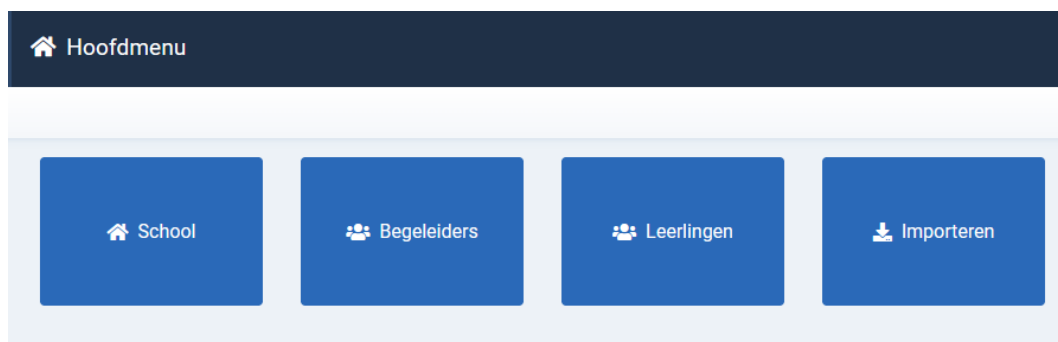 Hoofdmenu
School
Begeleiders
Leerlingen
Importeren